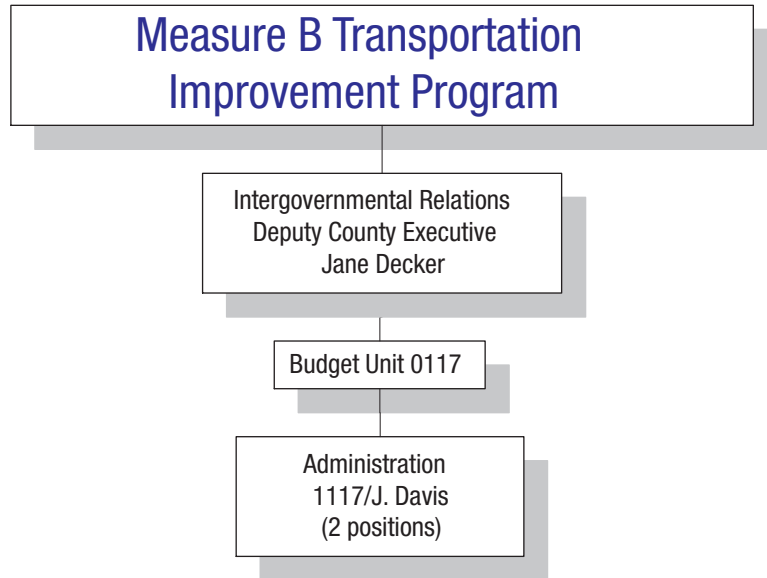 Measure B Transportation
Improvement Program
Intergovernmental Relations
Deputy County Executive
Jane Decker
Budget Unit 0117
Administration
1117/J. Davis
(2 positions)